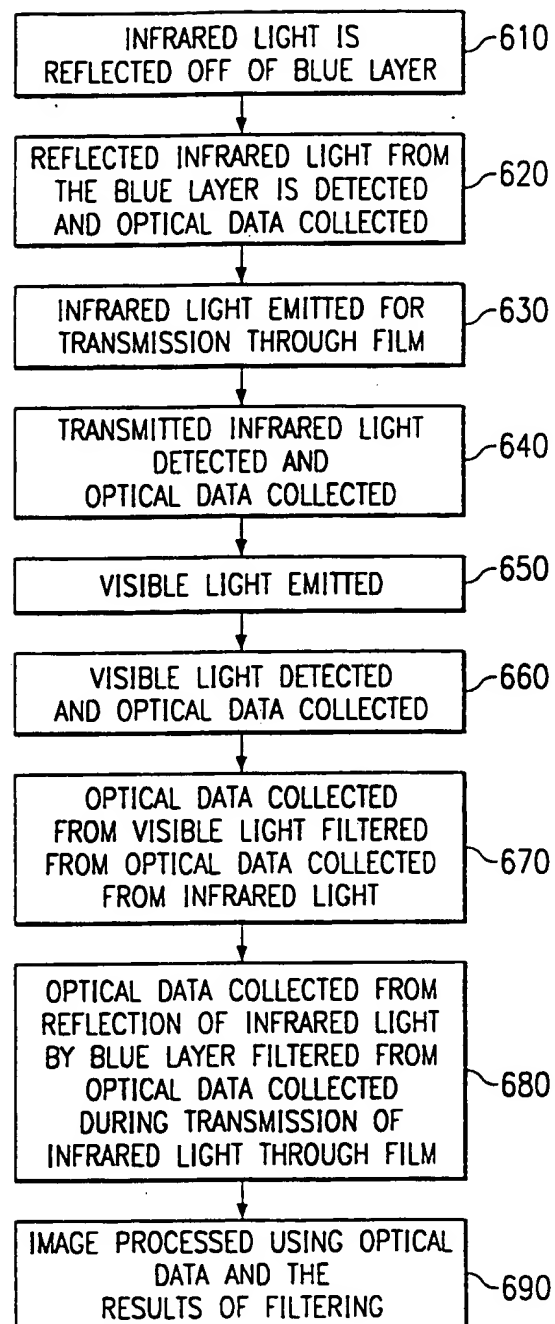 INFRARED LIGHT IS
REFLECTED OFF OF BLUE LAYER
610
REFLECTED INFRARED LIGHT FROM
THE BLUE LAYER IS DETECTED
AND OPTICAL DATA COLLECTED
620
INFRARED LIGHT EMITTED FOR
TRANSMISSION THROUGH FILM
630
TRANSMITTED INFRARED LIGHT
DETECTED AND
OPTICAL DATA COLLECTED
640
VISIBLE LIGHT EMITTED
650
VISIBLE LIGHT DETECTED
AND OPTICAL DATA COLLECTED
660
OPTICAL DATA COLLECTED
FROM VISIBLE LIGHT FILTERED
FROM OPTICAL DATA COLLECTED
FROM INFRARED LIGHT
670
OPTICAL DATA COLLECTED FROM
REFLECTION OF INFRARED LIGHT
BY BLUE LAYER FILTERED FROM
OPTICAL DATA COLLECTED
DURING TRANSMISSION OF
INFRARED LIGHT THROUGH FILM
680
IMAGE PROCESSED USING OPTICAL
DATA AND THE
RESULTS OF FILTERING
690